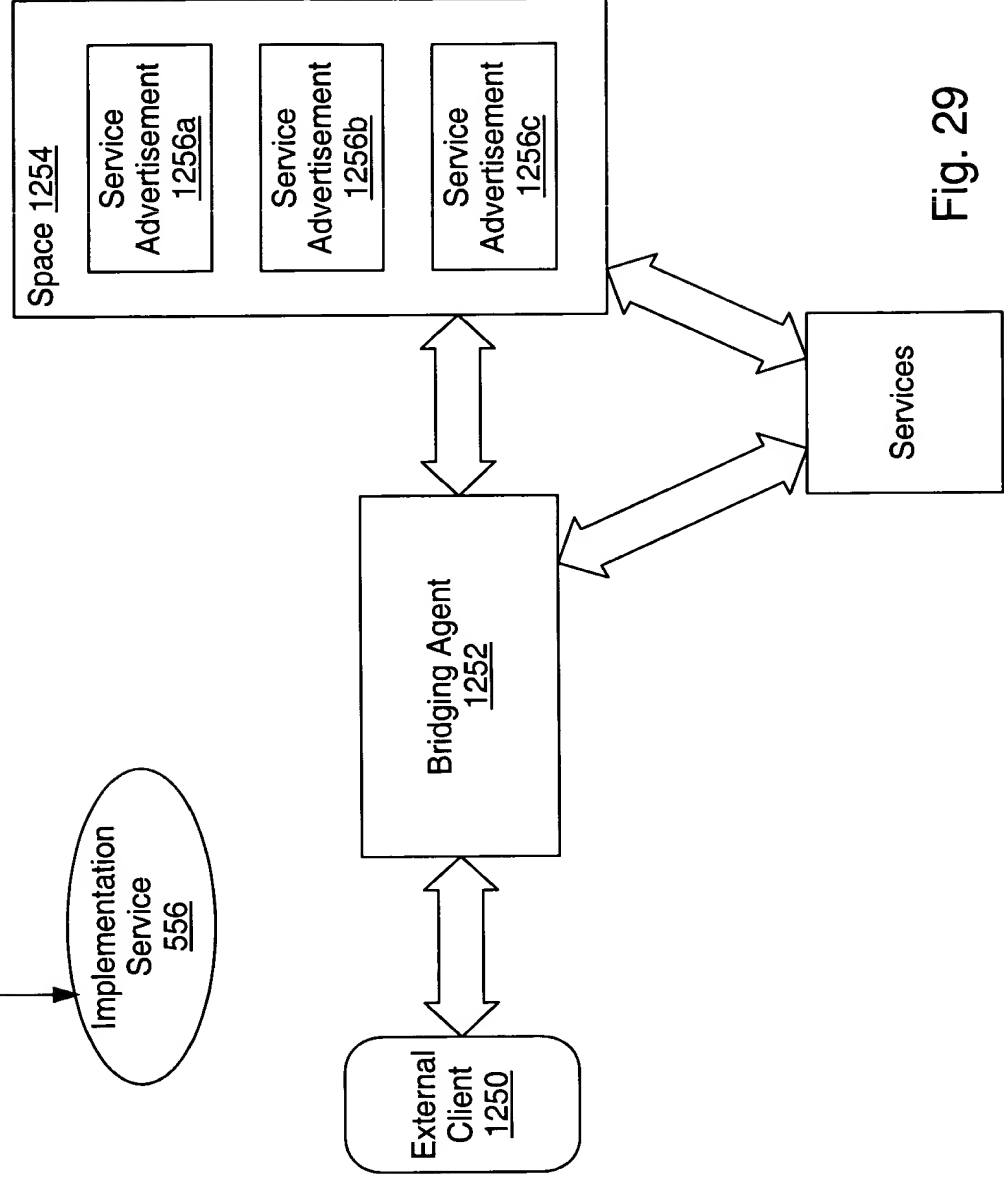 Implementation
Service
556
External
Client
1250
Bridging Agent
1252
Space 1254
Service
Advertisement
1256a
Service
Advertisement
1256b
Service
Advertisement
1256c
Services
Fig. 29